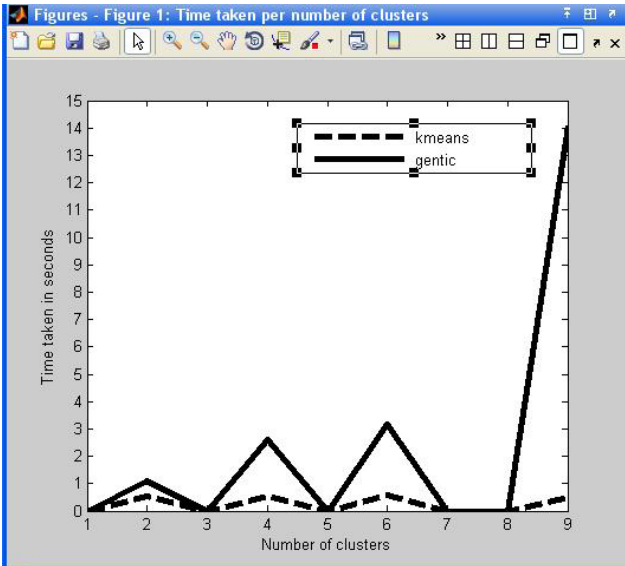 Figures - Figure 1: Time taken per number of clusters
15
14
13
12
11
10
9
8
7
6
5
4
3
2
1
0
Time taken in seconds
kmeans
gentic
1 2 3 4 5 6 7 8 9
Number of clusters